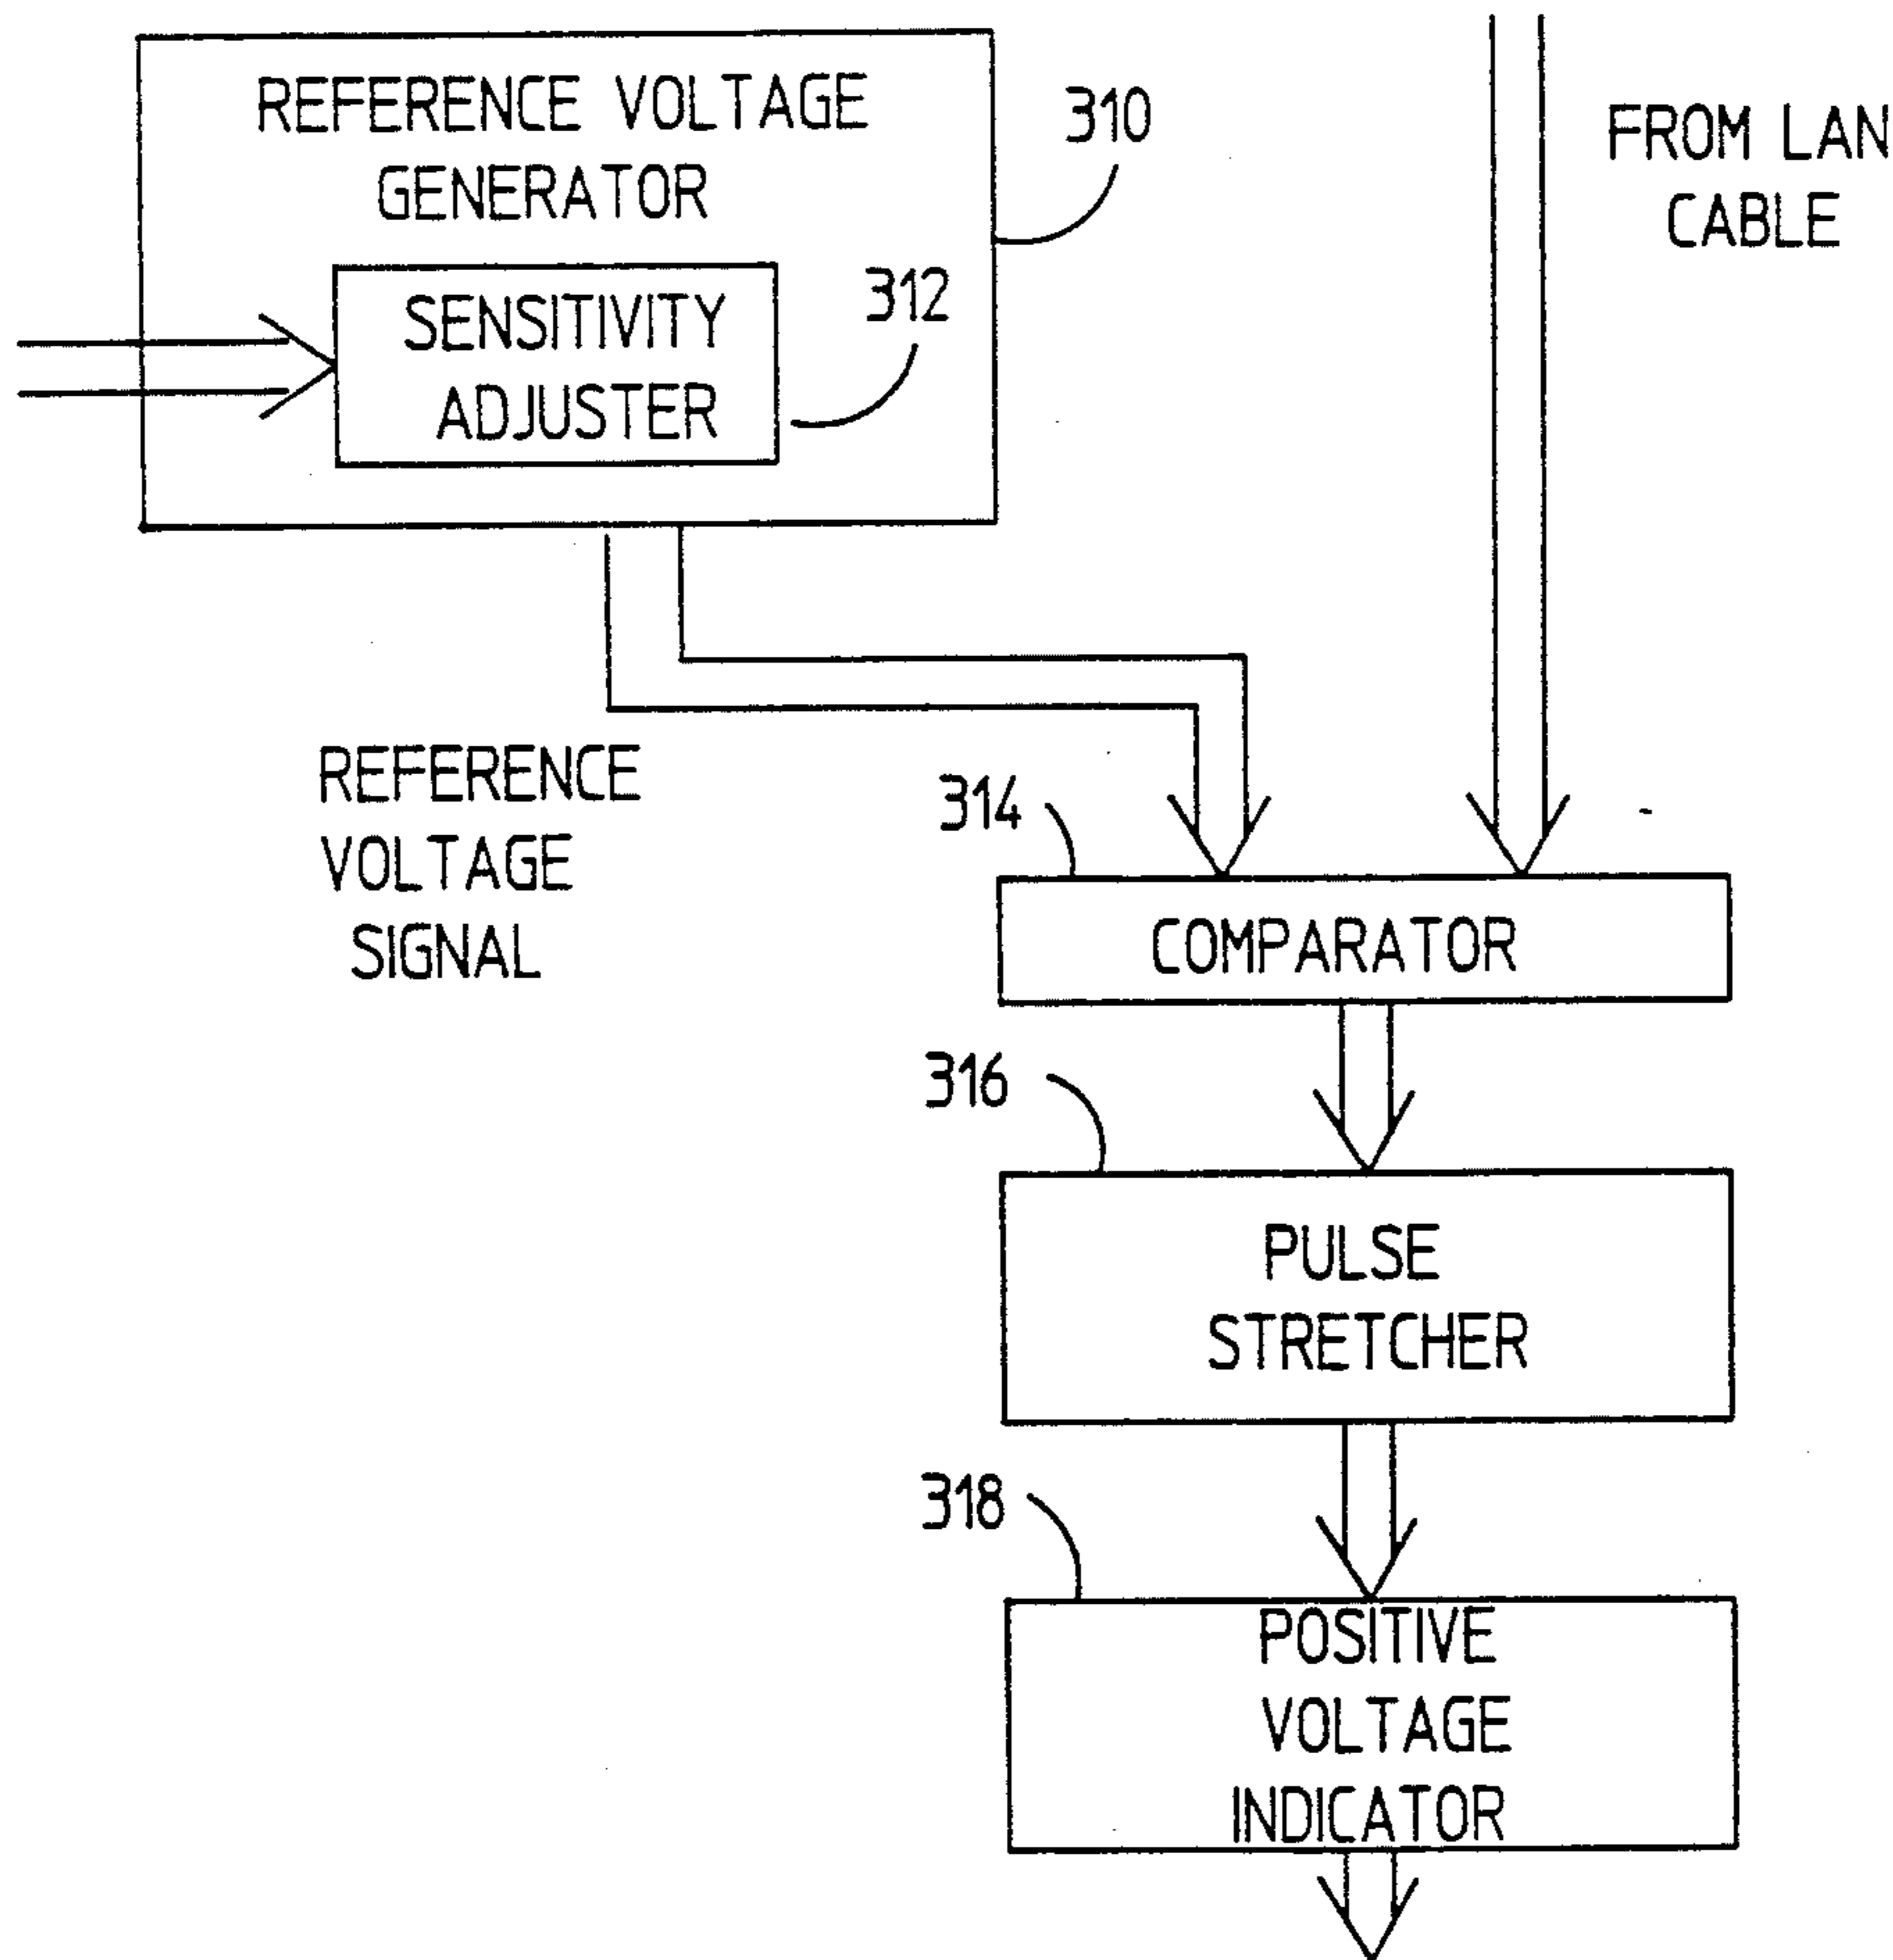 REFERENCE VOLTAGE
GENERATOR
310
FROM LAN
CABLE
312
SENSITIVITY
ADJUSTER
REFERENCE
VOLTAGE
SIGNAL
314
COMPARATOR
316
PULSE
STRETCHER
318
POSITIVE
VOLTAGE
INDICATOR